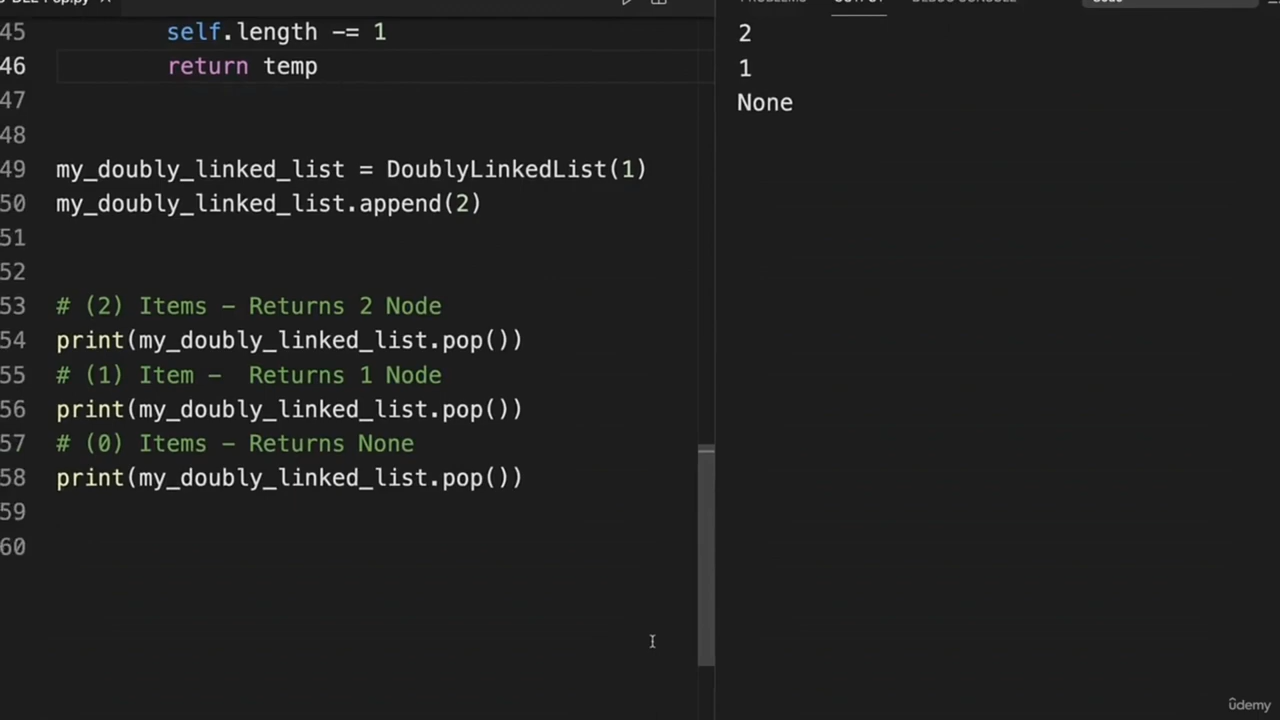 45 self.length -= 1
46 return temp
47
48
49 my_doubly_linked_list = DoublyLinkedList(1)
50 my_doubly_linked_list.append(2)
51
52
53 # (2) Items - Returns 2 Node
54 print(my_doubly_linked_list.pop())
55 # (1) Item -  Returns 1 Node
56 print(my_doubly_linked_list.pop())
57 # (0) Items - Returns None
58 print(my_doubly_linked_list.pop())
59
60
2
1
None
ûdemy